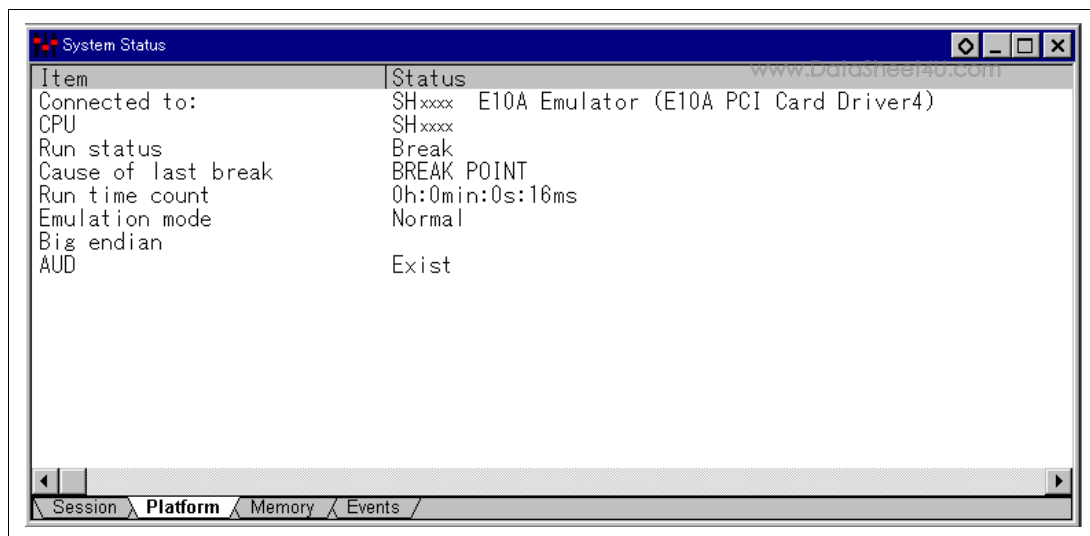 System Status
www.DataSheet4U.com
Item Status
Connected to: SHxxxx E10A Emulator (E10A PCI Card Driver4)
CPU SHxxxx
Run status Break
Cause of last break BREAK POINT
Run time count 0h:0min:0s:16ms
Emulation mode Normal
Big endian
AUD Exist
Session Platform Memory Events